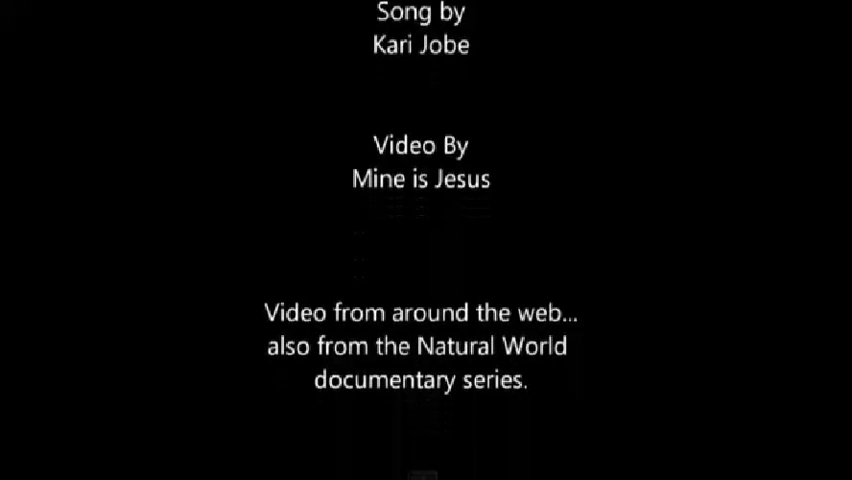 Song by
Kari Jobe
Video By
Mine is Jesus
Video from around the web...
also from the Natural World
documentary series.